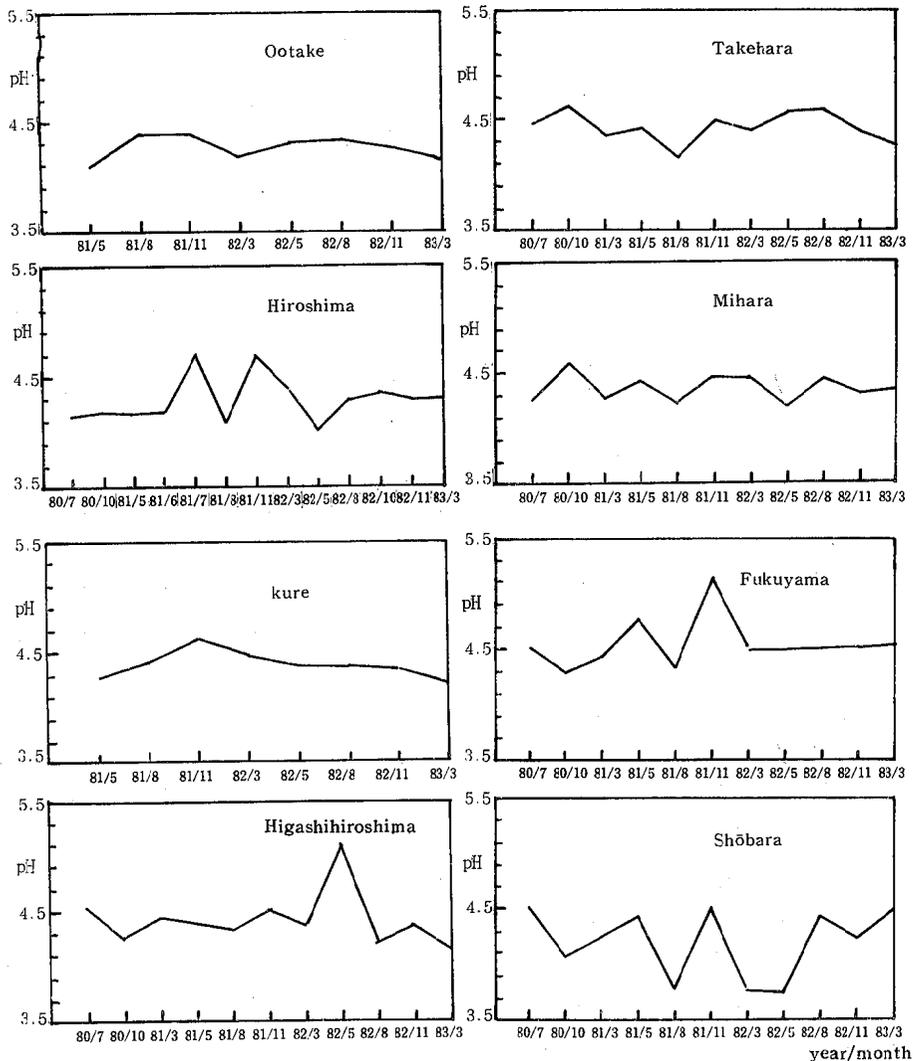 5.5
Ootake
pH
4.5
3.5
81/5 81/8 81/11 82/3 82/5 82/8 82/11 83/3
5.5
Takehara
pH
4.5
3.5
80/7 80/10 81/3 81/5 81/8 81/11 82/3 82/5 82/8 82/11 83/3
5.5
Hiroshima
pH
4.5
3.5
80/7 80/10 81/5 81/6 81/7 81/8 81/11 82/3 82/5 82/8 82/10 82/11 83/3
5.5
Mihara
pH
4.5
3.5
80/7 80/10 81/3 81/5 81/8 81/11 82/3 82/5 82/8 82/11 83/3
5.5
kure
pH
4.5
3.5
81/5 81/8 81/11 82/3 82/5 82/8 82/11 83/3
5.5
Fukuyama
pH
4.5
3.5
80/7 80/10 81/3 81/5 81/8 81/11 82/3 82/5 82/8 82/11 83/3
5.5
Higashihiroshima
pH
4.5
3.5
80/7 80/10 81/3 81/5 81/8 81/11 82/3 82/5 82/8 82/11 83/3
5.5
Shōbara
pH
4.5
3.5
80/7 80/10 81/3 81/5 81/8 81/11 82/3 82/5 82/8 82/11 83/3
year/month